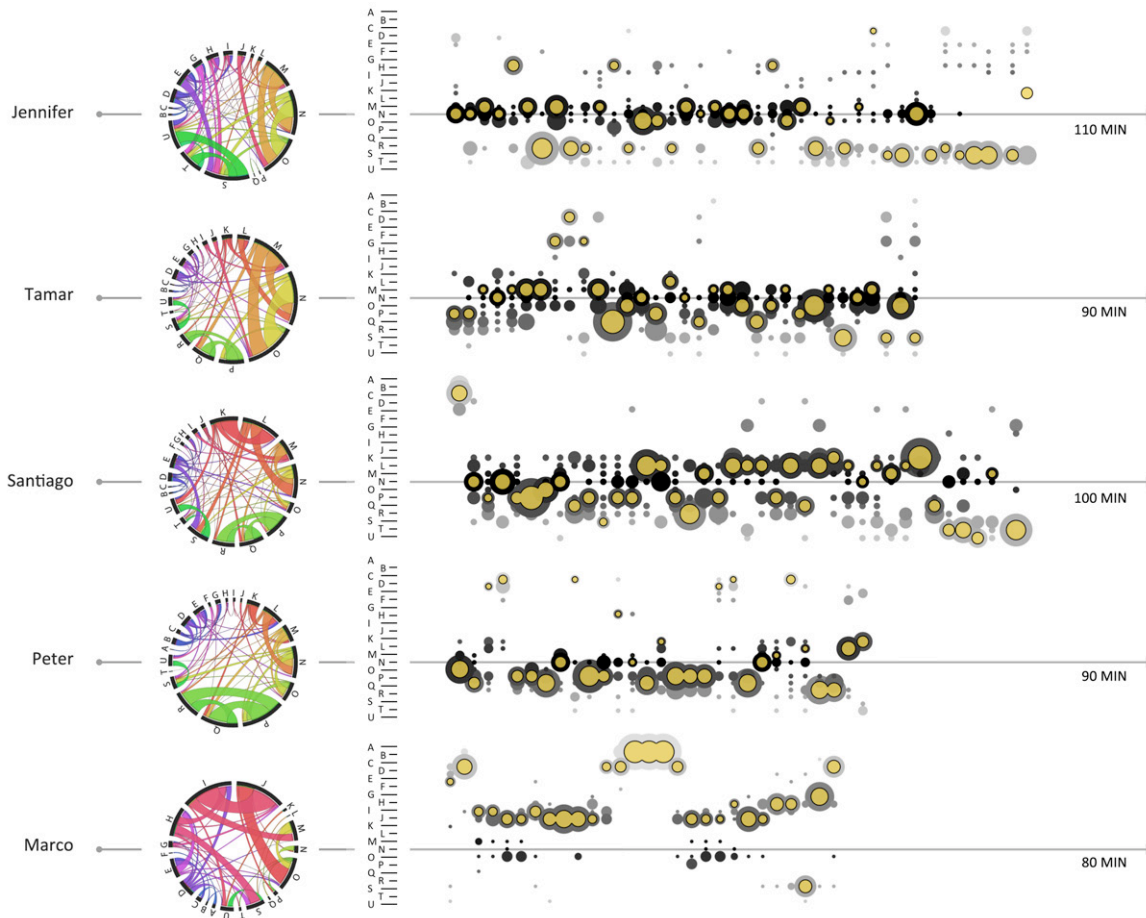 Jennifer
B C D E G H I J K L M N O P Q S T U
A
B
C
D
E
F
G
H
I
J
K
L
M
N
O
P
Q
R
S
T
U
110 MIN
Tamar
B C D E G H I J K L M N O P Q R S T U
A
B
C
D
E
F
G
H
I
J
K
L
M
N
O
P
Q
R
S
T
U
90 MIN
Santiago
B C D E F G H I J K L M N O P Q R S T U
A
B
C
D
E
F
G
H
I
J
K
L
M
N
O
P
Q
R
S
T
U
100 MIN
Peter
A B C D E F G H I J K L M N O P Q R S T U
A
B
C
D
E
F
G
H
I
J
K
L
M
N
O
P
Q
R
S
T
U
90 MIN
Marco
A B C D E F G H I J K L M N O P Q S T U
A
B
C
D
E
F
G
H
I
J
K
L
M
N
O
P
Q
R
S
T
U
80 MIN